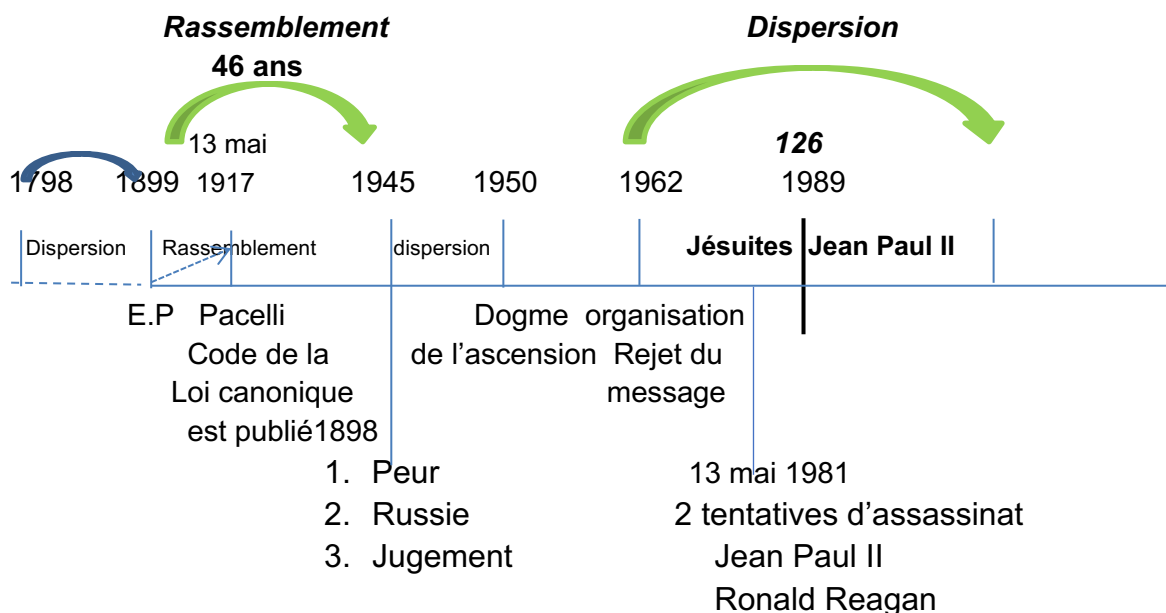 Rassemblement Dispersion
46 ans
13 mai 126
1798 1899 1917 1945 1950 1962 1989
Dispersion Rassemblement dispersion Jésuites Jean Paul II
E.P Pacelli Dogme organisation
Code de la de l’ascension Rejet du
Loi canonique message
est publié1898
1. Peur 13 mai 1981
2. Russie 2 tentatives d’assassinat
3. Jugement Jean Paul II
Ronald Reagan